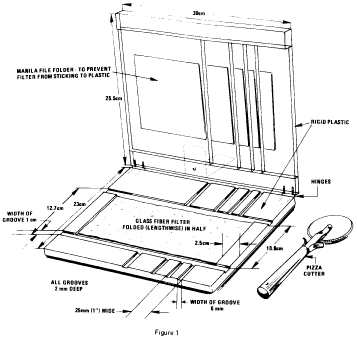 39cm
MANILA FILE FOLDER - TO PREVENT
FILTER FROM STICKING TO PLASTIC
25.5cm
RIGID PLASTIC
HINGES
WIDTH OF
GROOVE 1 cm
12.7cm
23cm
GLASS FIBER FILTER
FOLDED (LENGTHWISE) IN HALF
2.5cm
10.8cm
PIZZA
CUTTER
ALL GROOVES
2 mm DEEP
25mm (1") WIDE
WIDTH OF GROOVE
6 mm
Figure 1